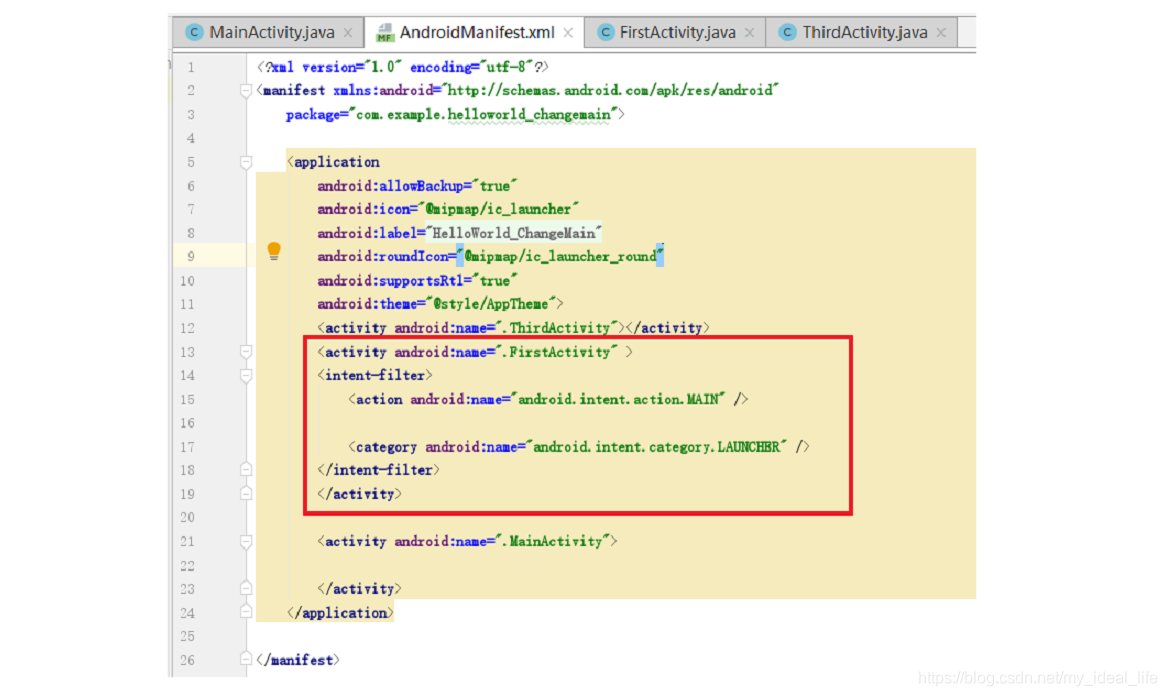 MainActivity.java × AndroidManifest.xml × FirstActivity.java × ThirdActivity.java ×
1 <?xml version="1.0" encoding="utf-8"?>
2 <manifest xmlns:android="http://schemas.android.com/apk/res/android"
3 package="com.example.helloworld_changemain">
4
5 <application
6 android:allowBackup="true"
7 android:icon="@mipmap/ic_launcher"
8 android:label="HelloWorld_ChangeMain"
9 android:roundIcon="@mipmap/ic_launcher_round"
10 android:supportsRtl="true"
11 android:theme="@style/AppTheme">
12 <activity android:name=".ThirdActivity"></activity>
13 <activity android:name=".FirstActivity" >
14 <intent-filter>
15 <action android:name="android.intent.action.MAIN" />
16
17 <category android:name="android.intent.category.LAUNCHER" />
18 </intent-filter>
19 </activity>
20
21 <activity android:name=".MainActivity">
22
23 </activity>
24 </application>
25
26 </manifest>
https://blog.csdn.net/my_ideal_life